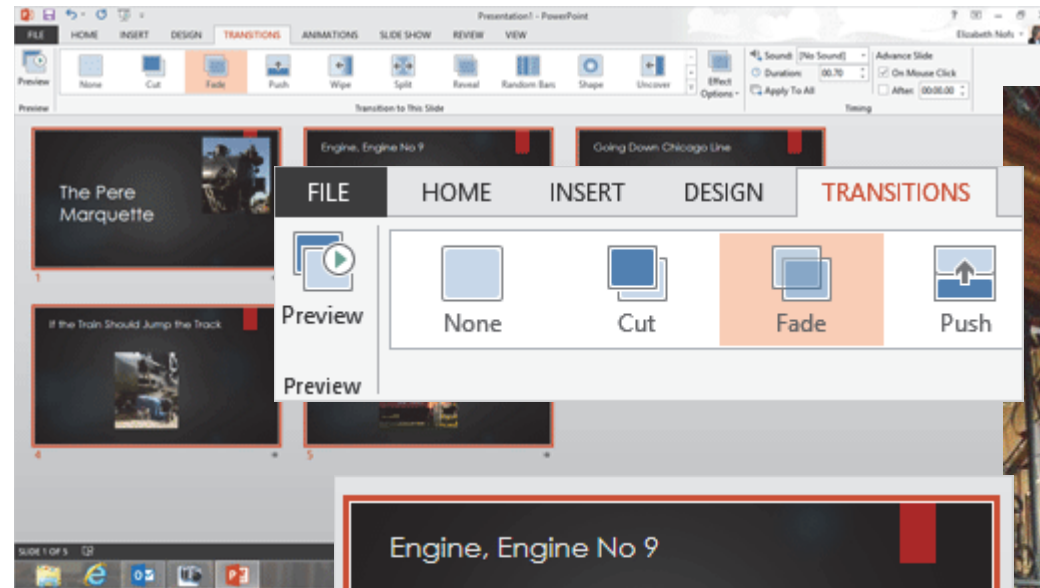 Presentation1 - PowerPoint
FILE HOME INSERT DESIGN TRANSITIONS ANIMATIONS SLIDE SHOW REVIEW VIEW
Elizabeth Nofs
Preview None Cut Fade Push Wipe Split Reveal Random Bars Shape Uncover
Effect Options
Sound: [No Sound]
Duration: 00.70
Apply To All
Advance Slide
On Mouse Click
After: 00:00.00
Preview Transition to This Slide Timing
The Pere
Marquette
1
Engine, Engine No 9
Going Down Chicago Line
FILE HOME INSERT DESIGN TRANSITIONS
Preview None Cut Fade Push
Preview
If the Train Should Jump the Track
4
5
Engine, Engine No 9
SLIDE 1 OF 5